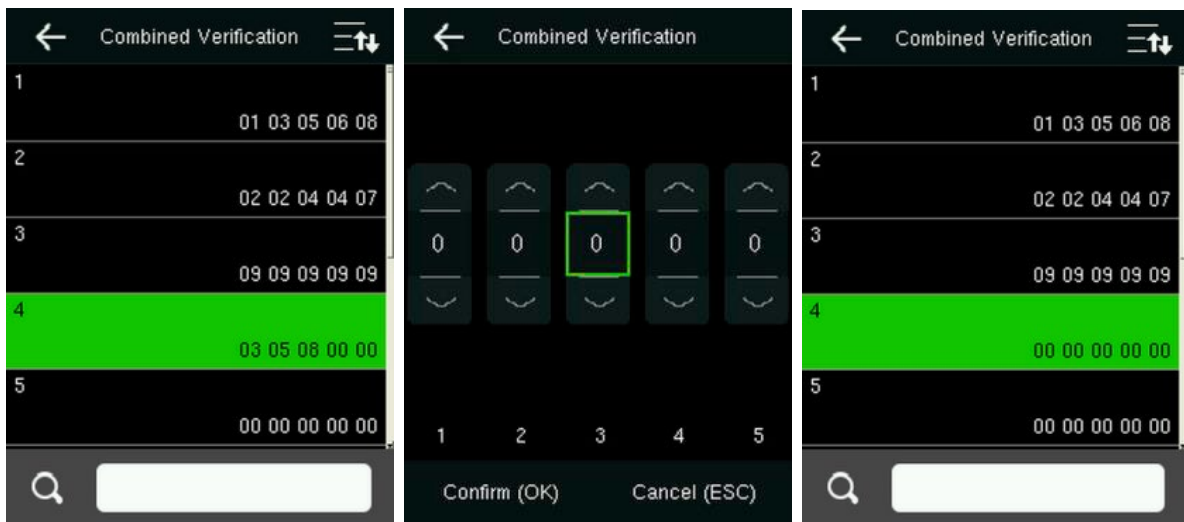 Combined Verification
1
01 03 05 06 08
2
02 02 04 04 07
3
09 09 09 09 09
4
03 05 08 00 00
5
00 00 00 00 00
Combined Verification
0 0 0 0 0
1 2 3 4 5
Confirm (OK) Cancel (ESC)
Combined Verification
1
01 03 05 06 08
2
02 02 04 04 07
3
09 09 09 09 09
4
00 00 00 00 00
5
00 00 00 00 00